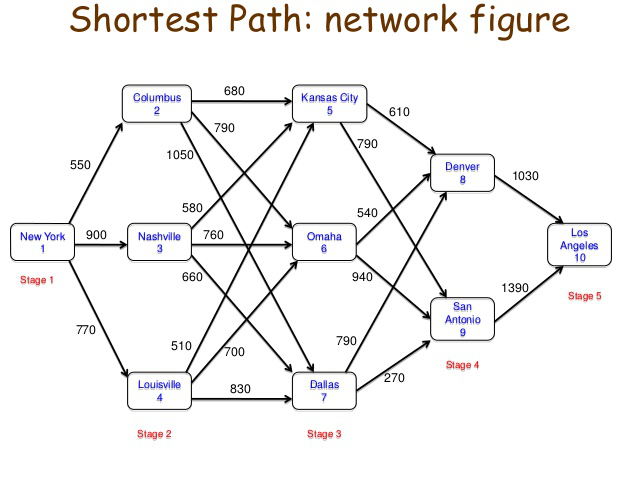 Shortest Path: network figure
680
Columbus
2
Kansas City
5
610
790
790
1050
550
Denver
8
1030
580
540
New York
1
900
Nashville
3
760
Omaha
6
Los
Angeles
10
Stage 1
660
940
1390
Stage 5
San
Antonio
9
770
510
700
790
Stage 4
Louisville
4
830
Dallas
7
270
Stage 2
Stage 3